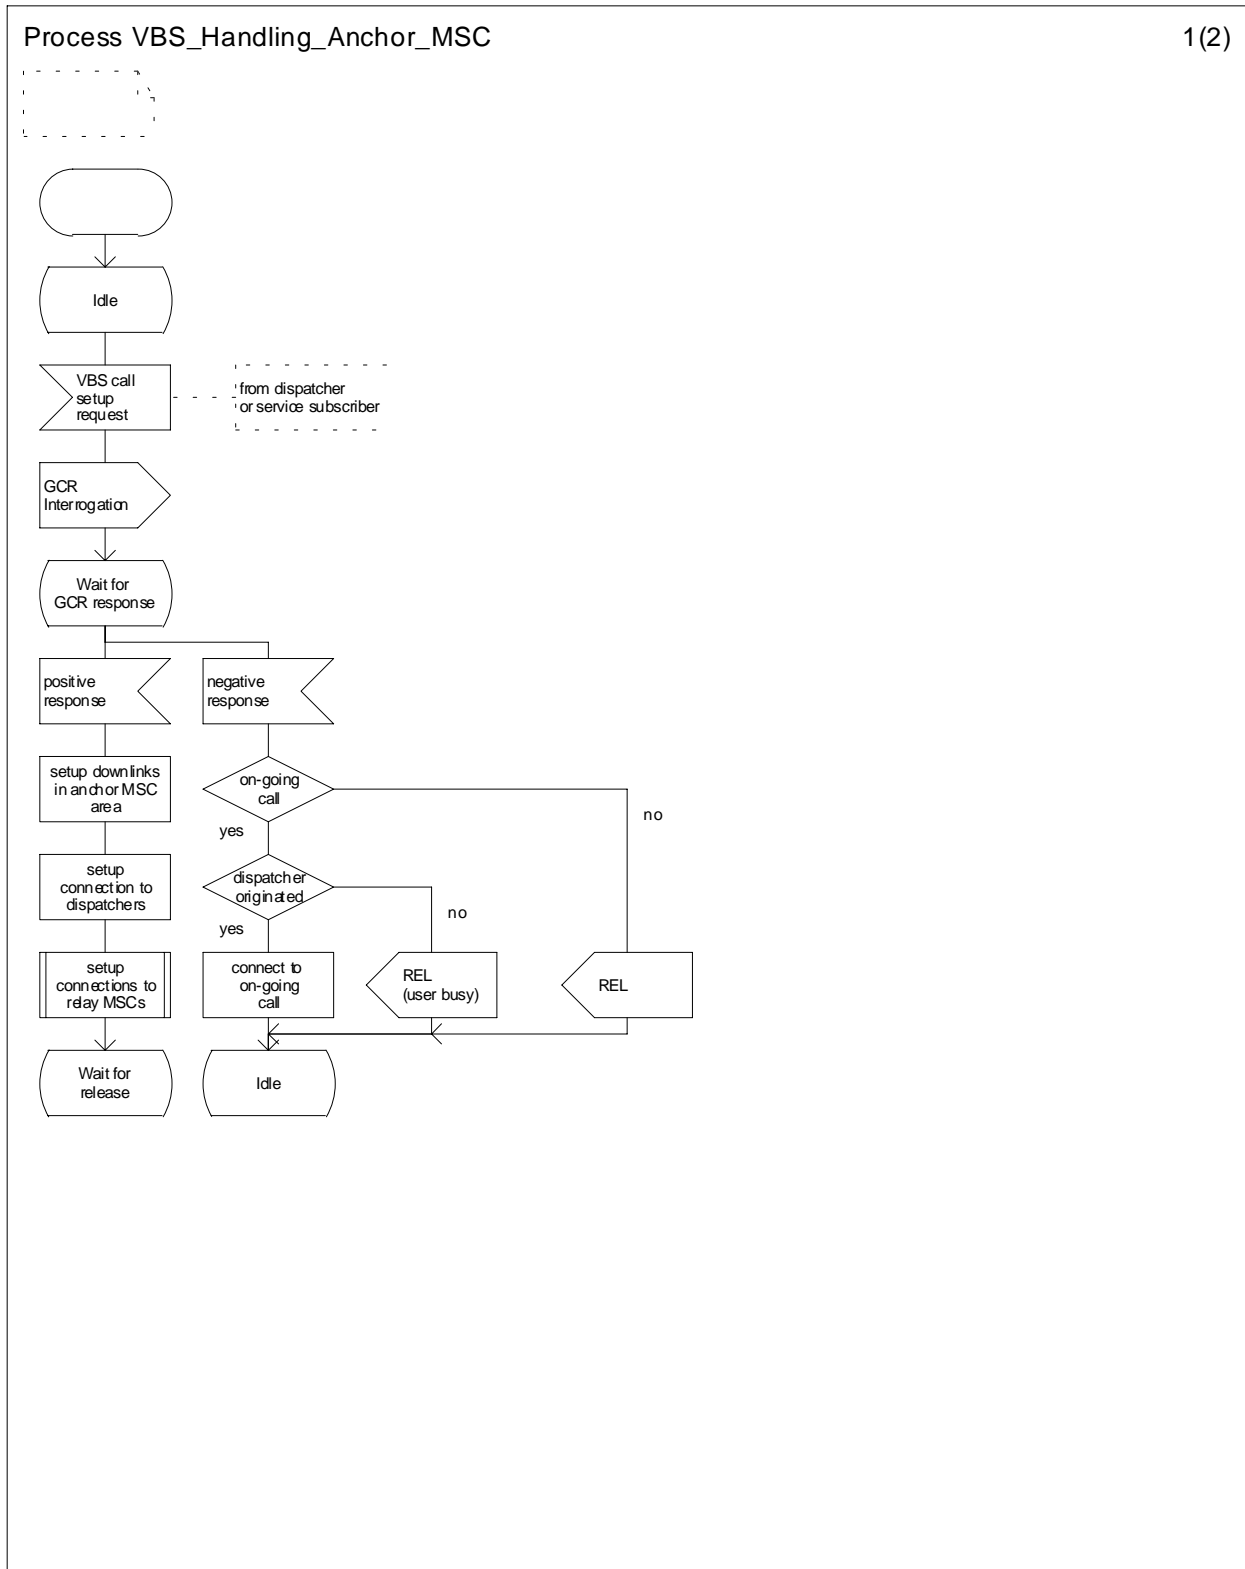 Process VBS_Handling_Anchor_MSC
1(2)
Idle
VBS call
setup
request
from dispatcher
or service subscriber
GCR
Interrogation
Wait for
GCR response
positive
response
negative
response
setup downlinks
in anchor MSC
area
on-going
call
no
yes
setup
connection to
dispatchers
dispatcher
originated
no
yes
setup
connections to
relay MSCs
connect to
on-going
call
REL
(user busy)
REL
Wait for
release
Idle